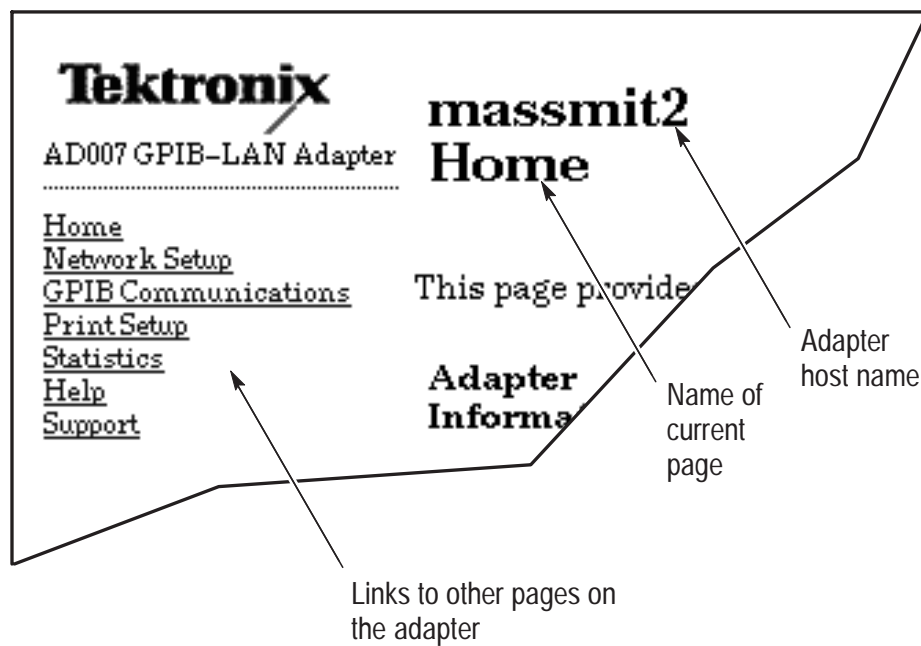 Tektronix
AD007 GPIB–LAN Adapter
Home
Network Setup
GPIB Communications
Print Setup
Statistics
Help
Support
massmit2
Home
This page provide
Adapter
Informa
Adapter
host name
Name of
current
page
Links to other pages on
the adapter